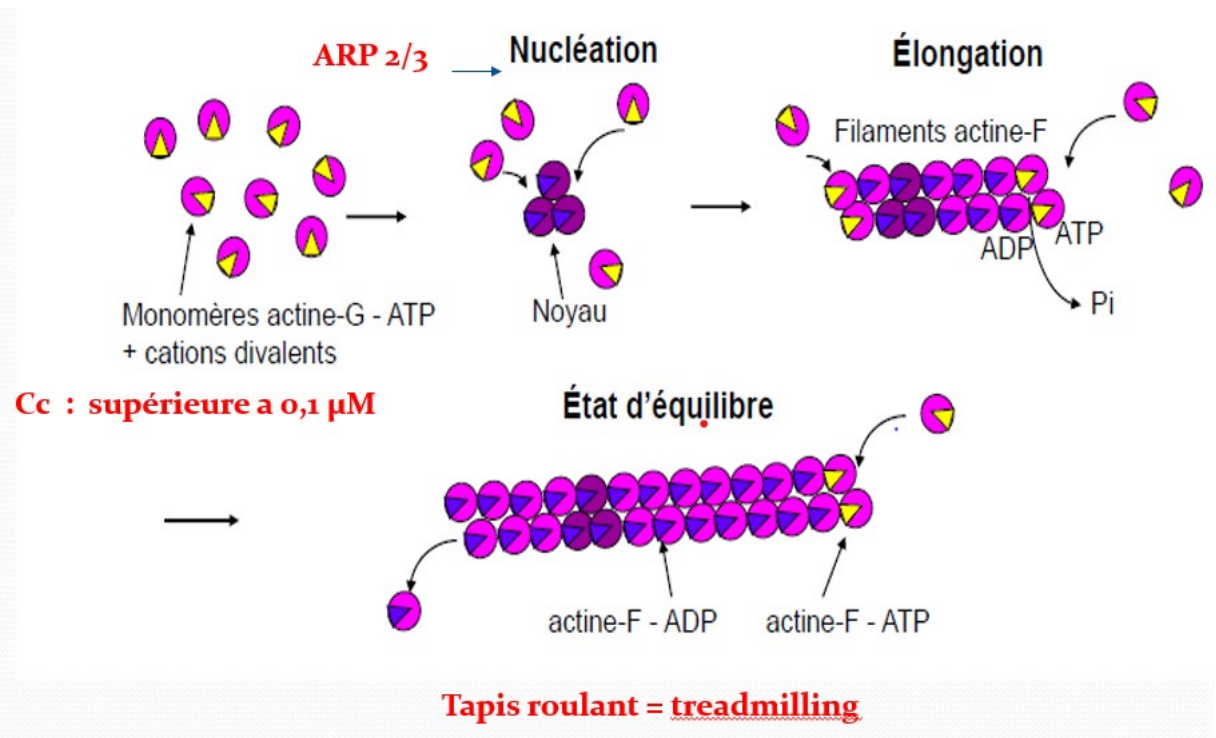 ARP 2/3
Nucléation
Élongation
Filaments actine-F
ADP
ATP
Pi
Monomères actine-G - ATP
+ cations divalents
Noyau
Cc : supérieure a 0,1 µM
État d'équilibre
actine-F - ADP
actine-F - ATP
Tapis roulant = treadmilling